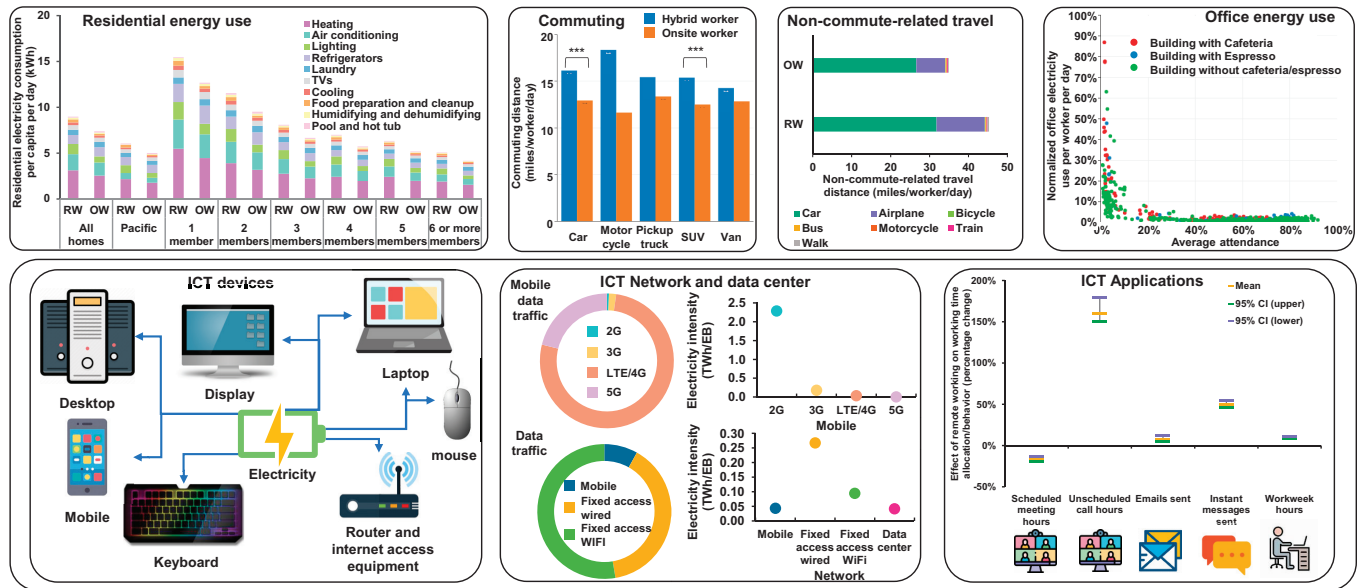 Residential energy use
Residential electricity consumption
per capita per day (kWh)
20
15
10
5
0
Heating
Air conditioning
Lighting
Refrigerators
Laundry
TVs
Cooling
Food preparation and cleanup
Humidifying and dehumidifying
Pool and hot tub
RW OW RW OW RW OW RW OW RW OW RW OW RW OW RW OW
All homes
Pacific
1 member
2 members
3 members
4 members
5 members
6 or more members
Commuting
Hybrid worker
Onsite worker
Commuting distance
(miles/worker/day)
20
15
10
5
0
***
***
Car
Motor cycle
Pickup truck
SUV
Van
Non-commute-related travel
OW
RW
0 10 20 30 40 50
Non-commute-related travel
distance (miles/worker/day)
Car
Airplane
Bicycle
Bus
Motorcycle
Train
Walk
Office energy use
Building with Cafeteria
Building with Espresso
Building without cafeteria/espresso
Normalized office electricity
use per worker per day
100%
90%
80%
70%
60%
50%
40%
30%
20%
10%
0%
0% 20% 40% 60% 80% 100%
Average attendance
ICT devices
Desktop
Display
Laptop
mouse
Electricity
Mobile
Keyboard
Router and
internet access
equipment
ICT Network and data center
Mobile
data
traffic
2G
3G
LTE/4G
5G
Electricity intensity
(TWh/EB)
2.5
2.0
1.5
1.0
0.5
0.0
2G 3G LTE/4G 5G
Mobile
Data
traffic
Mobile
Fixed access
wired
Fixed access
WIFI
Electricity intensity
(TWh/EB)
0.30
0.25
0.20
0.15
0.10
0.05
0.00
Mobile
Fixed access wired
Fixed access WiFi
Data center
Network
ICT Applications
Mean
95% CI (upper)
95% CI (lower)
Effect of remote working on working time
allocation/behavior (percentage change)
200%
150%
100%
50%
0%
-50%
Scheduled meeting hours
Unscheduled call hours
Emails sent
Instant messages sent
Workweek hours